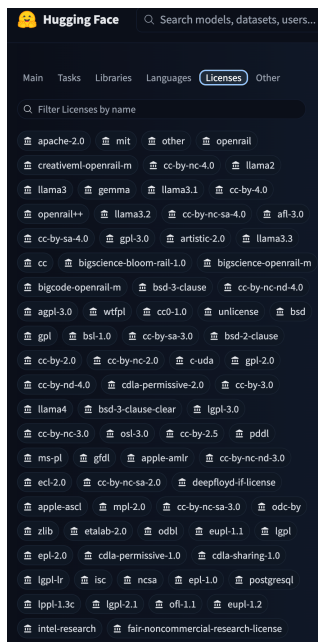 Hugging Face Search models, datasets, users...
Main Tasks Libraries Languages Licenses Other
Filter Licenses by name
apache-2.0 mit other openrail
creativeml-openrail-m cc-by-nc-4.0 llama2
llama3 gemma llama3.1 cc-by-4.0
openrail++ llama3.2 cc-by-nc-sa-4.0 afl-3.0
cc-by-sa-4.0 gpl-3.0 artistic-2.0 llama3.3
cc bigscience-bloom-rail-1.0 bigscience-openrail-m
bigcode-openrail-m bsd-3-clause cc-by-nc-nd-4.0
agpl-3.0 wtfpl cc0-1.0 unlicense bsd
gpl bsl-1.0 cc-by-sa-3.0 bsd-2-clause
cc-by-2.0 cc-by-nc-2.0 c-uda gpl-2.0
cc-by-nd-4.0 cdla-permissive-2.0 cc-by-3.0
llama4 bsd-3-clause-clear lgpl-3.0
cc-by-nc-3.0 osl-3.0 cc-by-2.5 pddl
ms-pl gfdl apple-amlr cc-by-nc-nd-3.0
ecl-2.0 cc-by-nc-sa-2.0 deepfloyd-if-license
apple-ascl mpl-2.0 cc-by-nc-sa-3.0 odc-by
zlib etalab-2.0 odbl eupl-1.1 lgpl
epl-2.0 cdla-permissive-1.0 cdla-sharing-1.0
lgpl-lr isc ncsa epl-1.0 postgresql
lppl-1.3c lgpl-2.1 ofl-1.1 eupl-1.2
intel-research fair-noncommercial-research-license